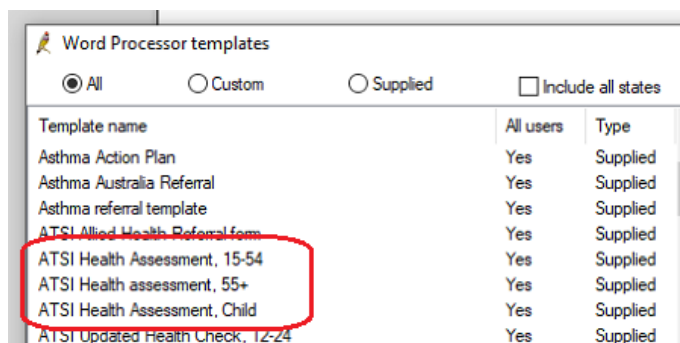 Word Processor templates
All Custom Supplied Include all states
Template name All users Type
Asthma Action Plan Yes Supplied
Asthma Australia Referral Yes Supplied
Asthma referral template Yes Supplied
ATSI Allied Health Referral form Yes Supplied
ATSI Health Assessment, 15-54 Yes Supplied
ATSI Health assessment, 55+ Yes Supplied
ATSI Health Assessment, Child Yes Supplied
ATSI Updated Health Check, 12-24 Yes Supplied